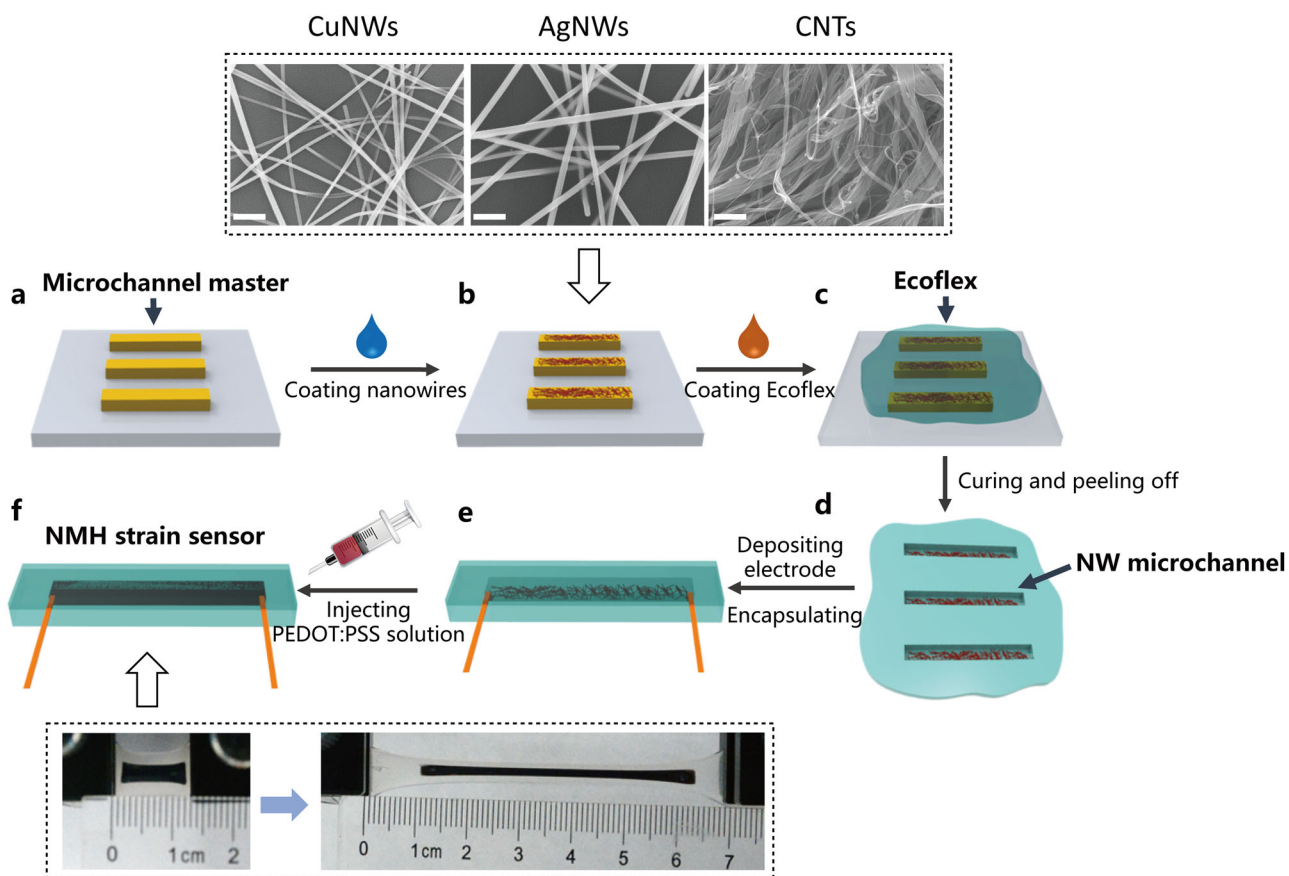 CuNWs AgNWs CNTs
a Microchannel master
b
c Ecoflex
Coating nanowires
Coating Ecoflex
Curing and peeling off
d
NW microchannel
Depositing
electrode
Encapsulating
e
Injecting
PEDOT:PSS solution
f
NMH strain sensor
0 1cm 2
0 1cm 2 3 4 5 6 7